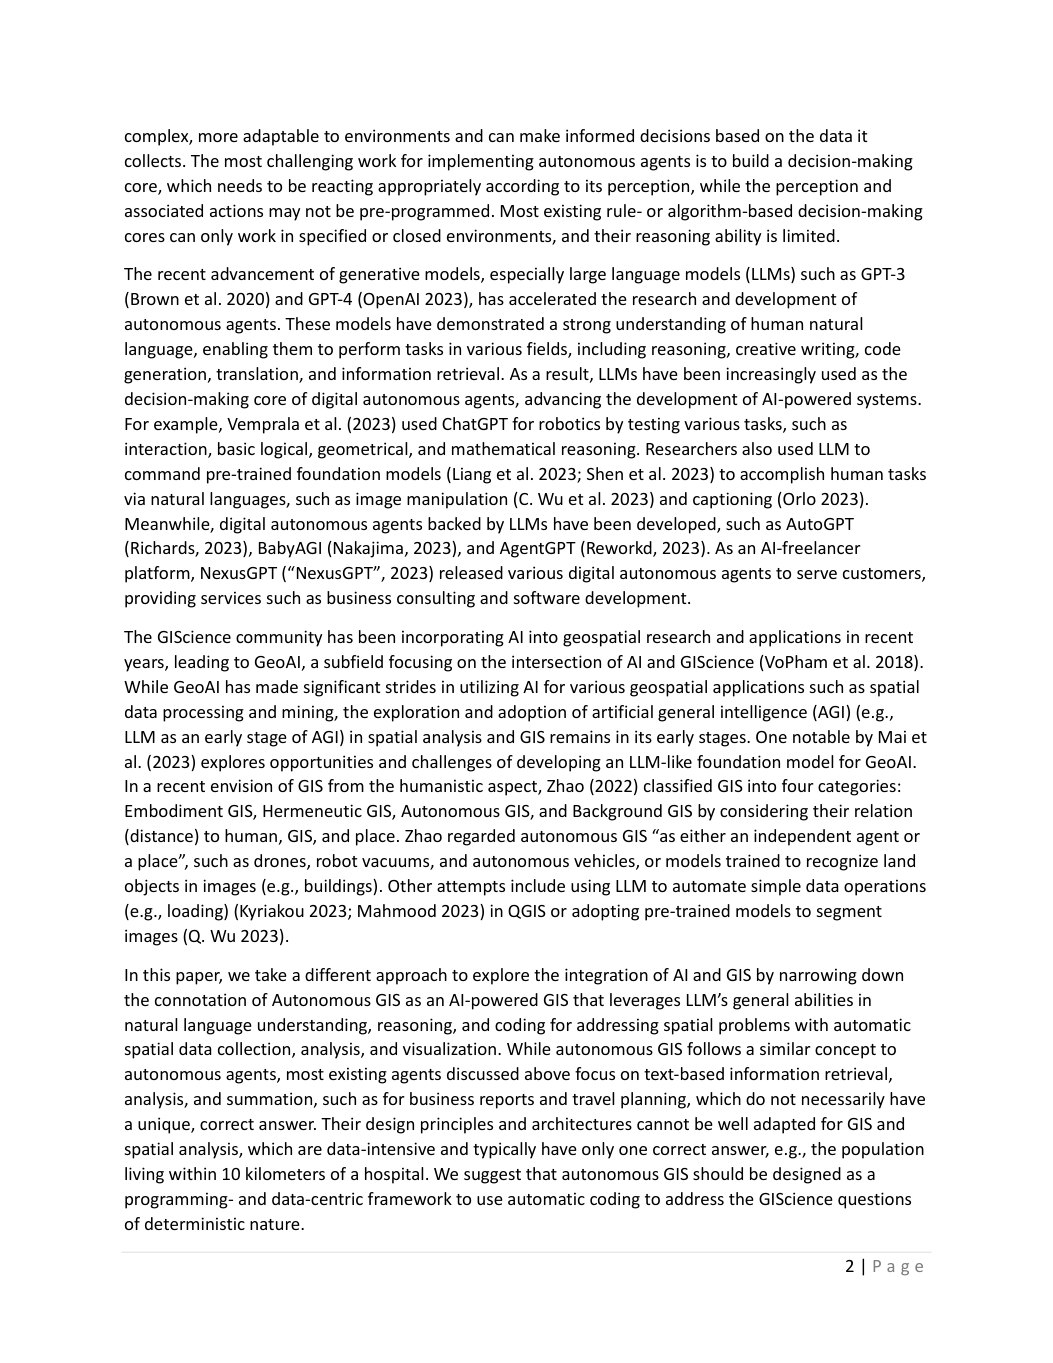 complex, more adaptable to environments and can make informed decisions based on the data it
collects. The most challenging work for implementing autonomous agents is to build a decision-making
core, which needs to be reacting appropriately according to its perception, while the perception and
associated actions may not be pre-programmed. Most existing rule- or algorithm-based decision-making
cores can only work in specified or closed environments, and their reasoning ability is limited.
The recent advancement of generative models, especially large language models (LLMs) such as GPT-3
(Brown et al. 2020) and GPT-4 (OpenAI 2023), has accelerated the research and development of
autonomous agents. These models have demonstrated a strong understanding of human natural
language, enabling them to perform tasks in various fields, including reasoning, creative writing, code
generation, translation, and information retrieval. As a result, LLMs have been increasingly used as the
decision-making core of digital autonomous agents, advancing the development of AI-powered systems.
For example, Vemprala et al. (2023) used ChatGPT for robotics by testing various tasks, such as
interaction, basic logical, geometrical, and mathematical reasoning. Researchers also used LLM to
command pre-trained foundation models (Liang et al. 2023; Shen et al. 2023) to accomplish human tasks
via natural languages, such as image manipulation (C. Wu et al. 2023) and captioning (Orlo 2023).
Meanwhile, digital autonomous agents backed by LLMs have been developed, such as AutoGPT
(Richards, 2023), BabyAGI (Nakajima, 2023), and AgentGPT (Reworkd, 2023). As an AI-freelancer
platform, NexusGPT (“NexusGPT”, 2023) released various digital autonomous agents to serve customers,
providing services such as business consulting and software development.
The GIScience community has been incorporating AI into geospatial research and applications in recent
years, leading to GeoAI, a subfield focusing on the intersection of AI and GIScience (VoPham et al. 2018).
While GeoAI has made significant strides in utilizing AI for various geospatial applications such as spatial
data processing and mining, the exploration and adoption of artificial general intelligence (AGI) (e.g.,
LLM as an early stage of AGI) in spatial analysis and GIS remains in its early stages. One notable by Mai et
al. (2023) explores opportunities and challenges of developing an LLM-like foundation model for GeoAI.
In a recent envision of GIS from the humanistic aspect, Zhao (2022) classified GIS into four categories:
Embodiment GIS, Hermeneutic GIS, Autonomous GIS, and Background GIS by considering their relation
(distance) to human, GIS, and place. Zhao regarded autonomous GIS “as either an independent agent or
a place”, such as drones, robot vacuums, and autonomous vehicles, or models trained to recognize land
objects in images (e.g., buildings). Other attempts include using LLM to automate simple data operations
(e.g., loading) (Kyriakou 2023; Mahmood 2023) in QGIS or adopting pre-trained models to segment
images (Q. Wu 2023).
In this paper, we take a different approach to explore the integration of AI and GIS by narrowing down
the connotation of Autonomous GIS as an AI-powered GIS that leverages LLM’s general abilities in
natural language understanding, reasoning, and coding for addressing spatial problems with automatic
spatial data collection, analysis, and visualization. While autonomous GIS follows a similar concept to
autonomous agents, most existing agents discussed above focus on text-based information retrieval,
analysis, and summation, such as for business reports and travel planning, which do not necessarily have
a unique, correct answer. Their design principles and architectures cannot be well adapted for GIS and
spatial analysis, which are data-intensive and typically have only one correct answer, e.g., the population
living within 10 kilometers of a hospital. We suggest that autonomous GIS should be designed as a
programming- and data-centric framework to use automatic coding to address the GIScience questions
of deterministic nature.
2 | Page